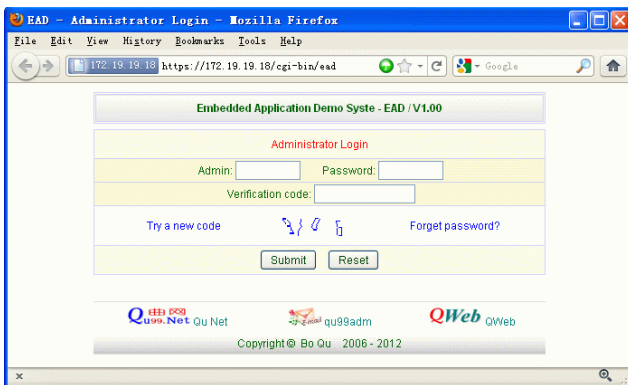 EAD - Administrator Login - Mozilla Firefox
File Edit View History Bookmarks Tools Help
172.19.19.18 https://172.19.19.18/cgi-bin/ead Google
Embedded Application Demo Syste - EAD / V1.00
Administrator Login
Admin: Password:
Verification code:
Try a new code Forget password?
Submit Reset
Qu99.Net 由网 Qu Net Email qu99adm QWeb QWeb
Copyright© Bo Qu 2006 - 2012